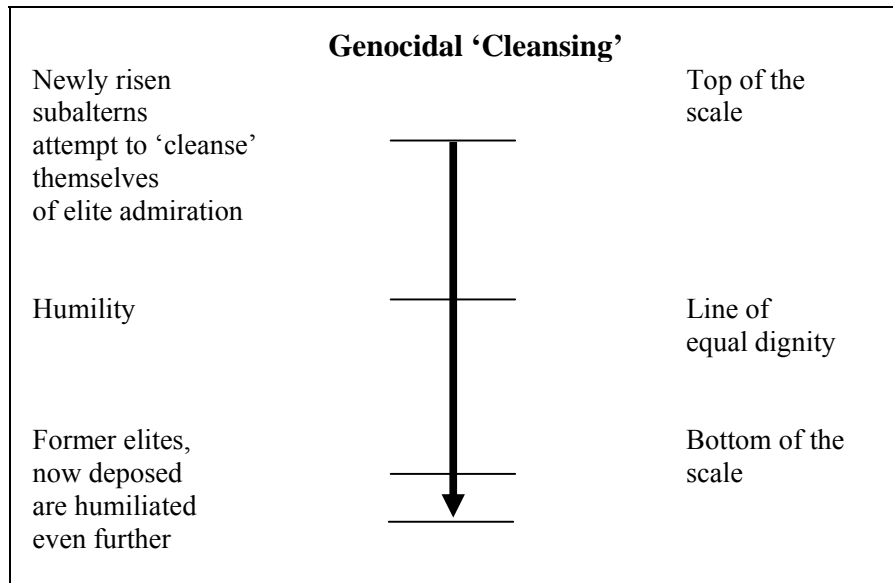 Genocidal ‘Cleansing’
Newly risen
subalterns
attempt to ‘cleanse’
themselves
of elite admiration
Top of the
scale
Humility
Line of
equal dignity
Former elites,
now deposed
are humiliated
even further
Bottom of the
scale